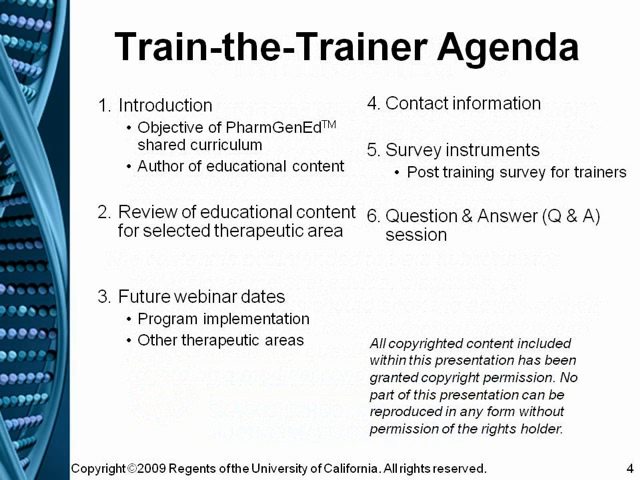 Train-the-Trainer Agenda
1. Introduction
• Objective of PharmGenEd™
shared curriculum
• Author of educational content
2. Review of educational content
for selected therapeutic area
3. Future webinar dates
• Program implementation
• Other therapeutic areas
4. Contact information
5. Survey instruments
• Post training survey for trainers
6. Question & Answer (Q & A)
session
All copyrighted content included
within this presentation has been
granted copyright permission. No
part of this presentation can be
reproduced in any form without
permission of the rights holder.
Copyright ©2009 Regents of the University of California. All rights reserved.
4